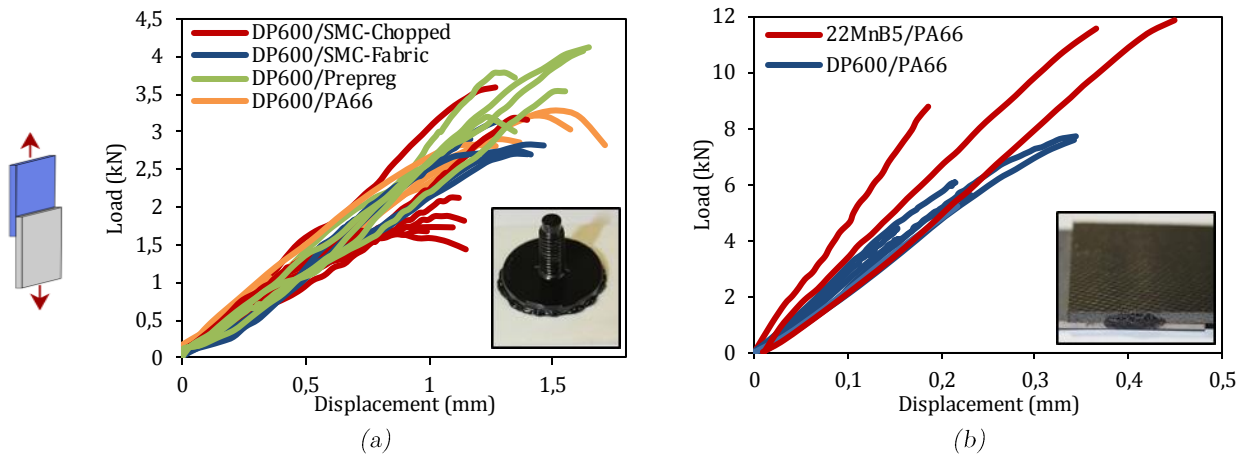 DP600/SMC-Chopped
DP600/SMC-Fabric
DP600/Prepreg
DP600/PA66
Load (kN)
4,5
4
3,5
3
2,5
2
1,5
1
0,5
0
0
0,5
1
1,5
Displacement (mm)
(a)
22MnB5/PA66
DP600/PA66
Load (kN)
12
10
8
6
4
2
0
0
0,1
0,2
0,3
0,4
0,5
Displacement (mm)
(b)